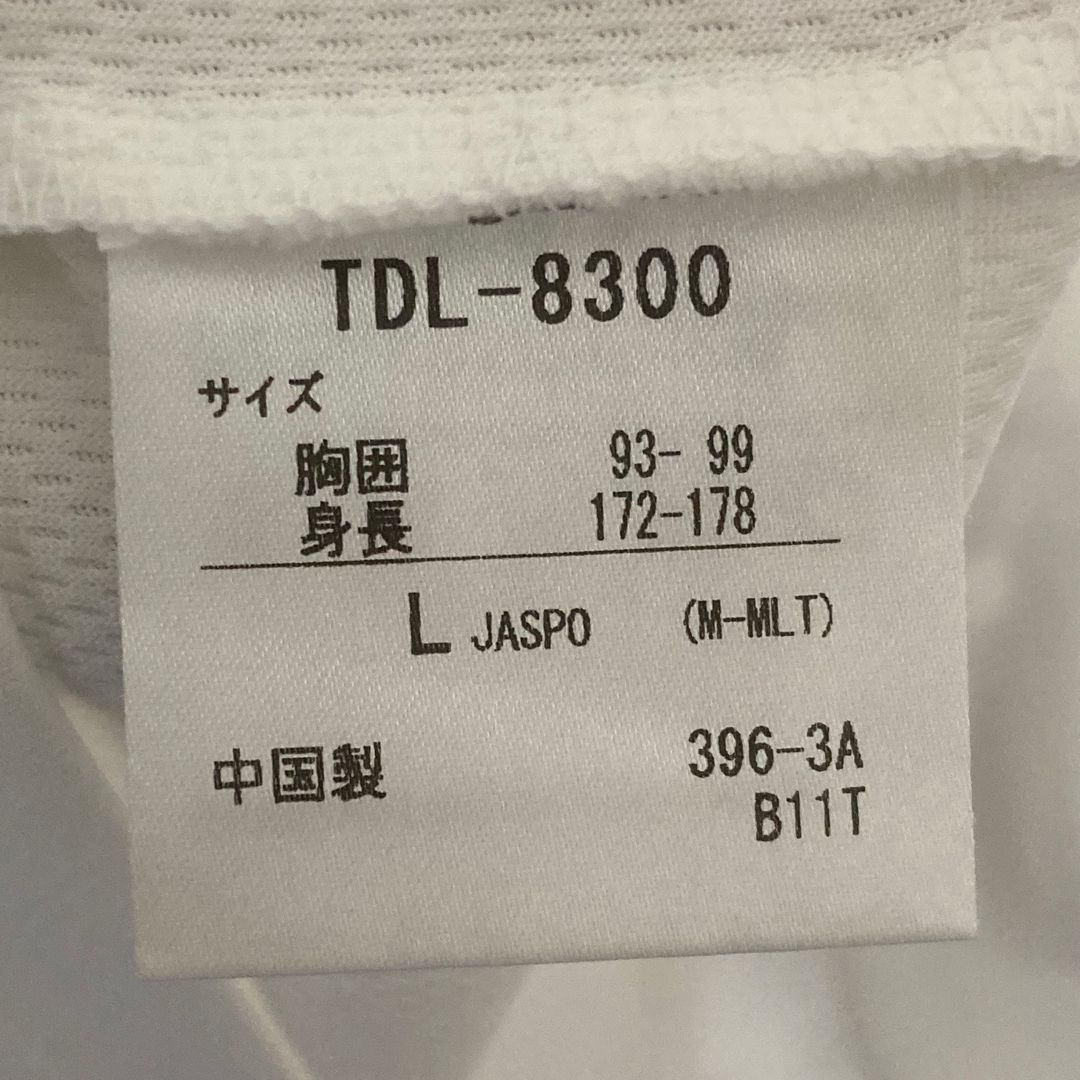 TDL-8300
サイズ
胸囲 93- 99
身長 172-178
L JASPO (M-MLT)
中国製 396-3A
B11T